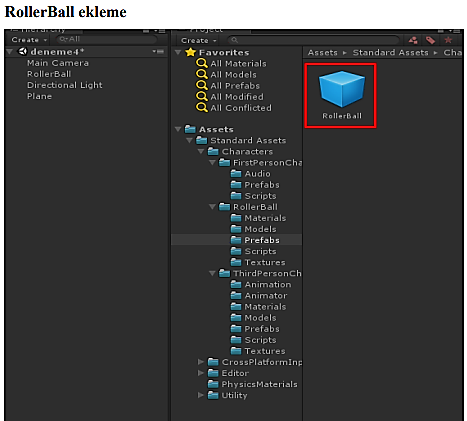 RollerBall ekleme
Hierarchy
Create
All
deneme4*
Main Camera
RollerBall
Directional Light
Plane
Project
Create
Favorites
All Materials
All Models
All Prefabs
All Modified
All Conflicted
Assets
Standard Assets
Characters
FirstPersonCha
Audio
Prefabs
Scripts
RollerBall
Materials
Models
Prefabs
Scripts
Textures
ThirdPersonCh
Animation
Animator
Materials
Models
Prefabs
Scripts
Textures
CrossPlatformInp
Editor
PhysicsMaterials
Utility
Assets ▸ Standard Assets ▸ Cha
RollerBall